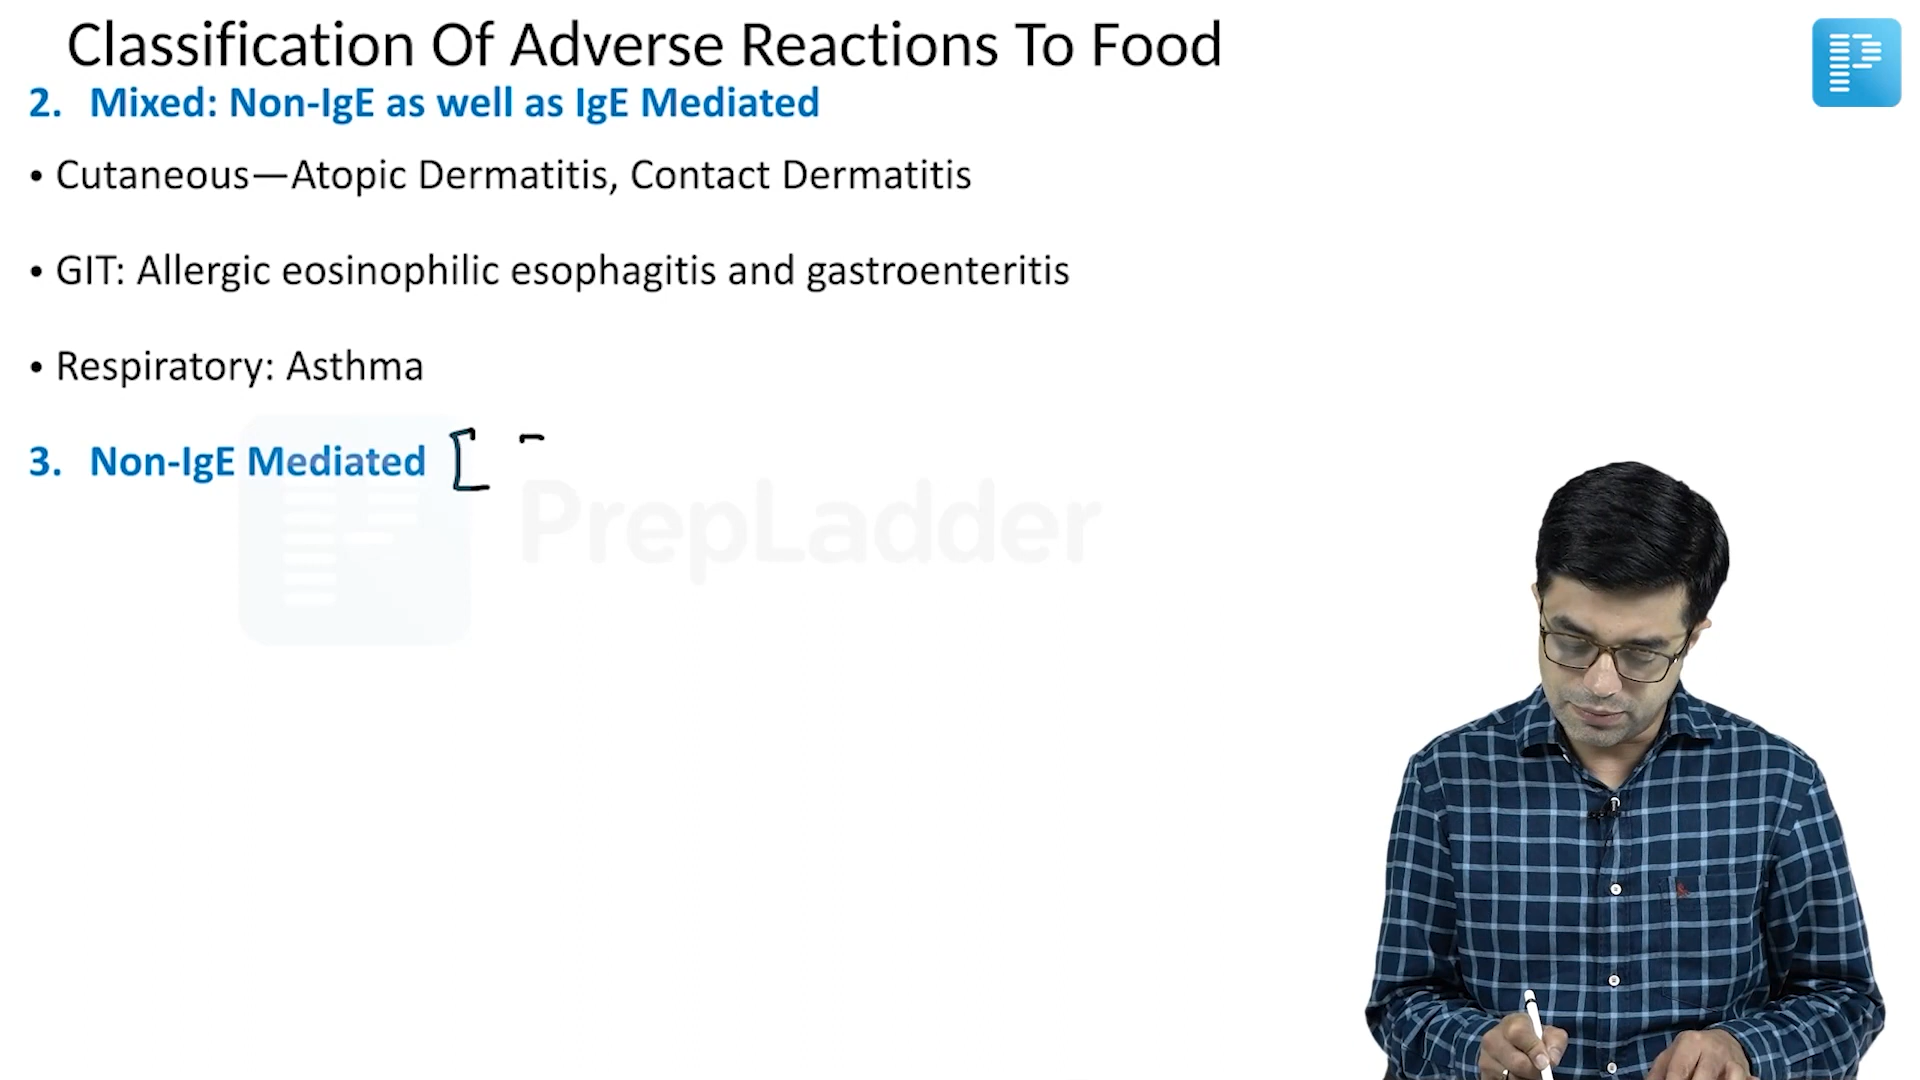 Classification Of Adverse Reactions To Food
2. Mixed: Non-IgE as well as IgE Mediated
• Cutaneous—Atopic Dermatitis, Contact Dermatitis
• GIT: Allergic eosinophilic esophagitis and gastroenteritis
• Respiratory: Asthma
3. Non-IgE Mediated [
PrepLadder